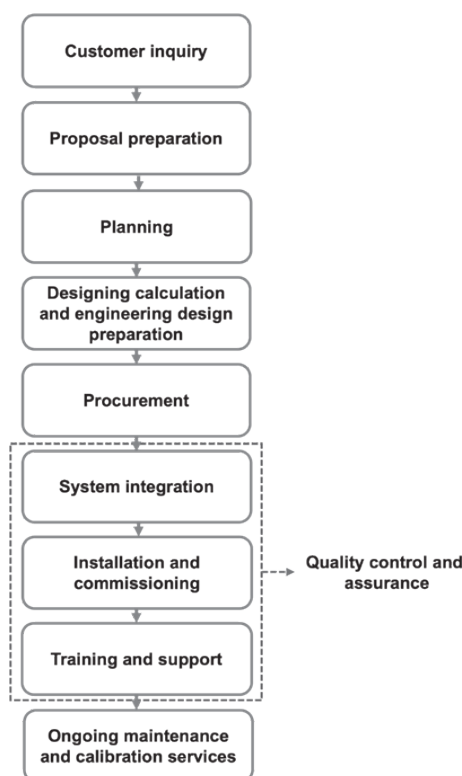 Customer inquiry
Proposal preparation
Planning
Designing calculation
and engineering design
preparation
Procurement
System integration
Installation and
commissioning
Quality control and
assurance
Training and support
Ongoing maintenance
and calibration services